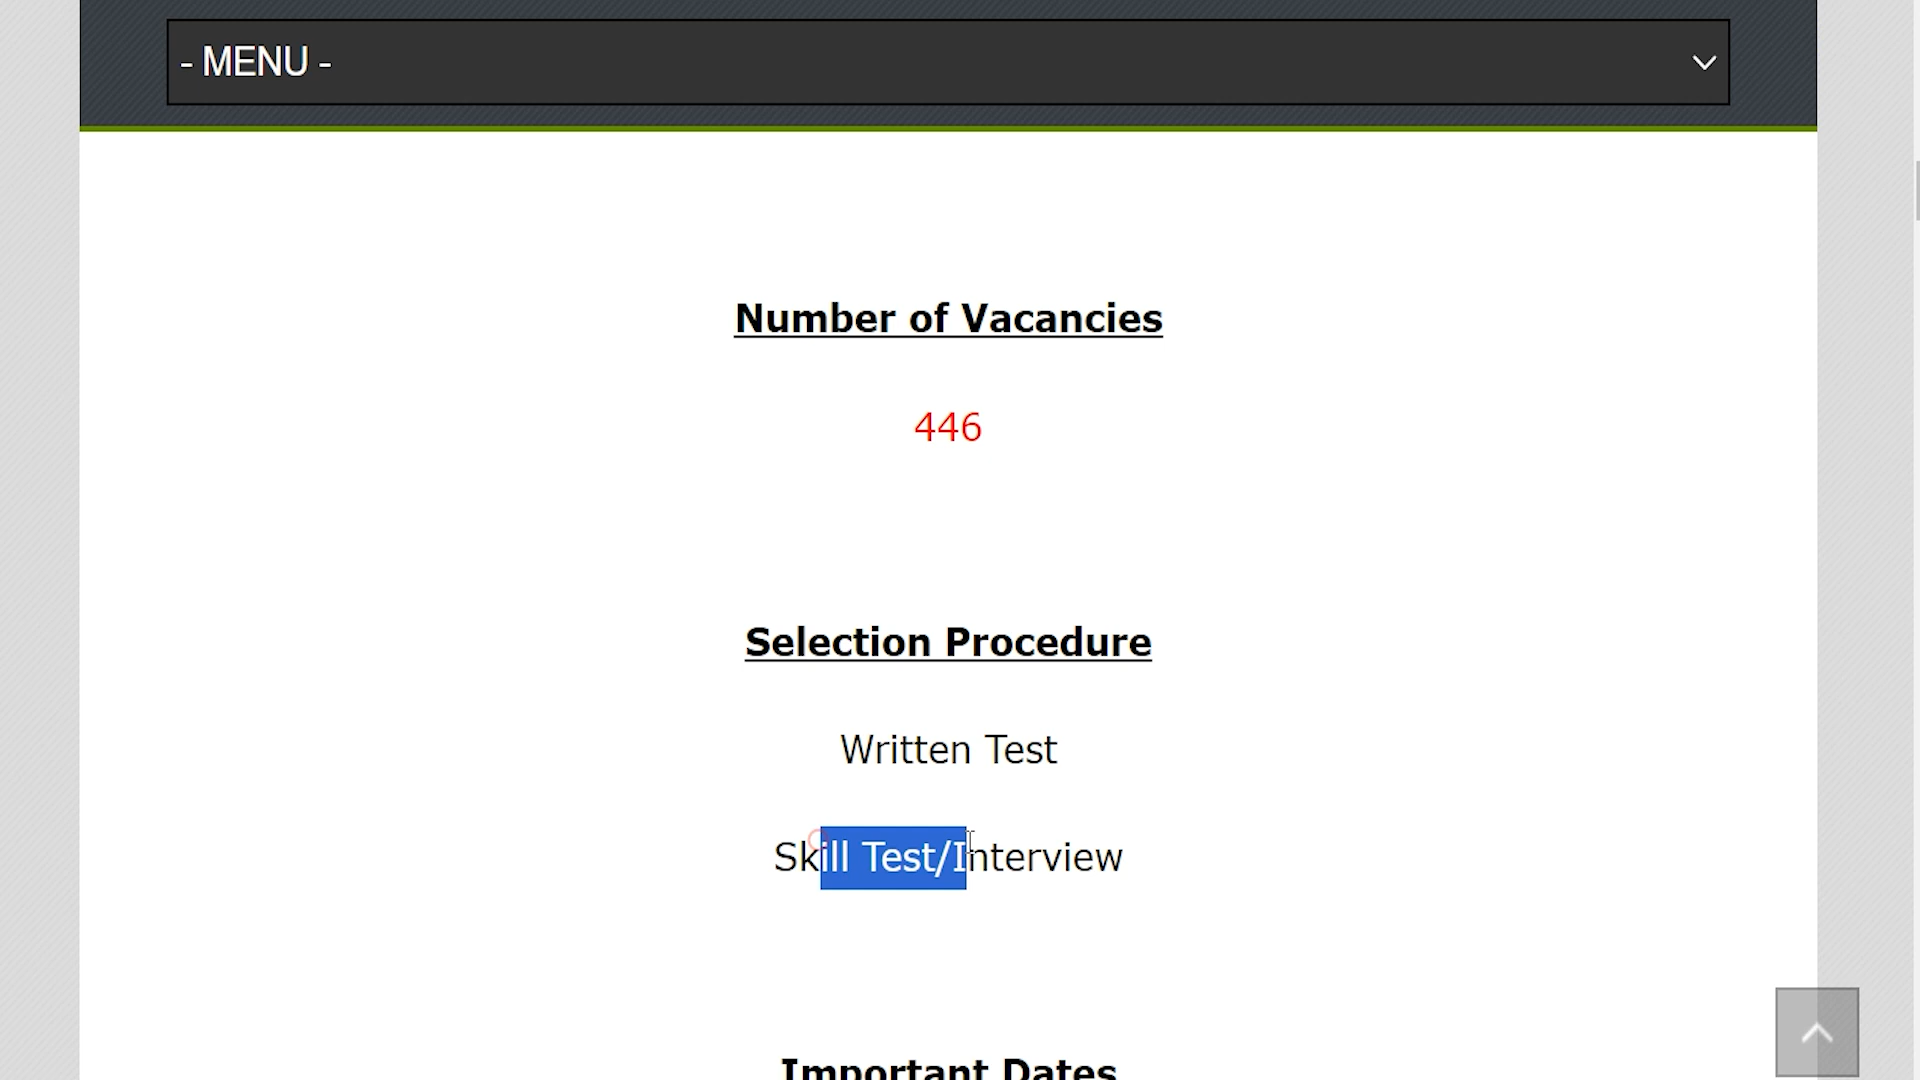 - MENU -
Number of Vacancies
446
Selection Procedure
Written Test
Skill Test/Interview
Important Dates